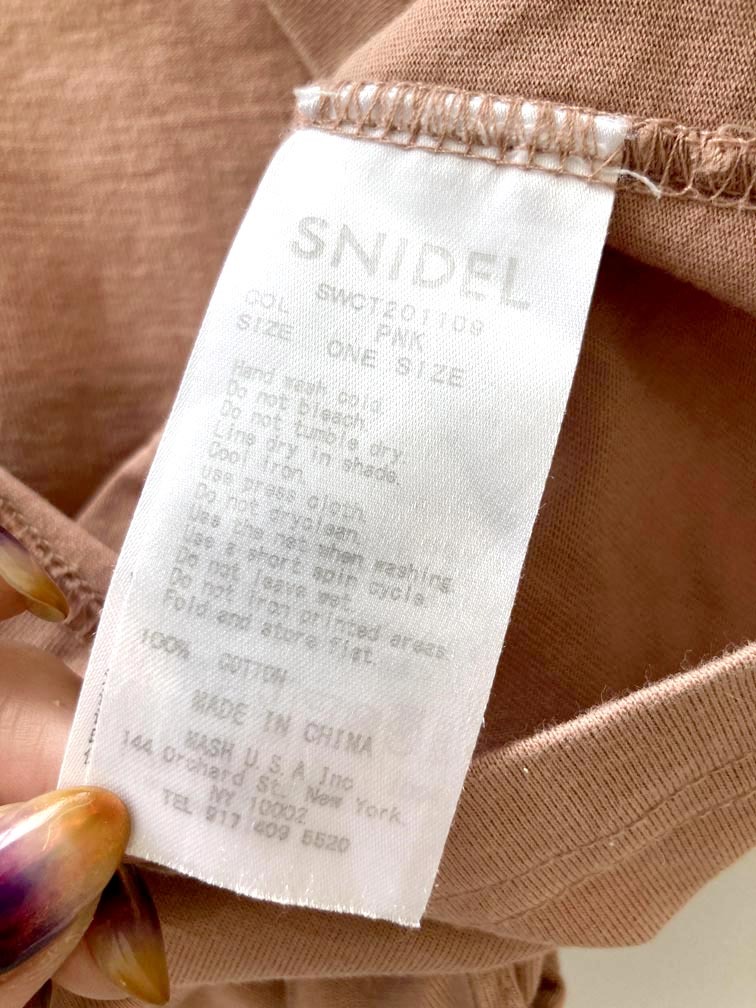 SNIDEL
SWCT201109
COL PNK
SIZE ONE SIZE
Hand wash cold.
Do not bleach.
Do not tumble dry.
Line dry in shade.
Cool iron.
use press cloth.
Do not dryclean.
Use the net when washing.
Use a short spin cycle.
Do not leave wet.
Do not iron printed areas.
Fold and store flat.
100% COTTON
MADE IN CHINA
MASH U.S.A.Inc
144 Orchard St. New York.
NY 10002
TEL 917 409 5520